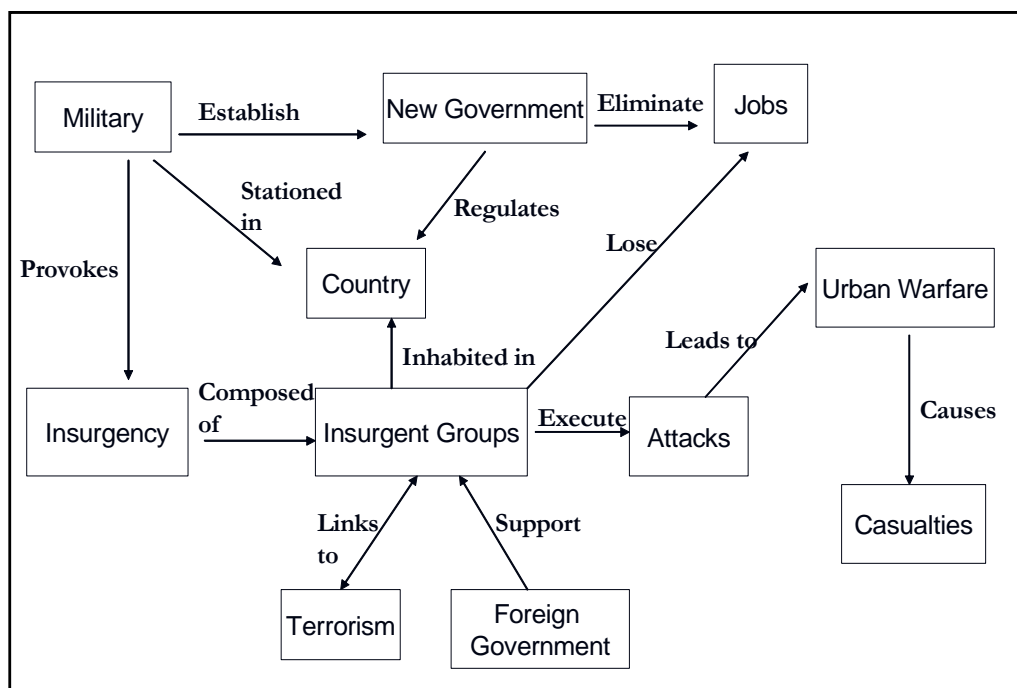 Military
Establish
New Government
Eliminate
Jobs
Stationed
in
Regulates
Lose
Provokes
Country
Urban Warfare
Leads to
Inhabited in
Composed
of
Insurgency
Insurgent Groups
Execute
Attacks
Causes
Links
to
Support
Casualties
Terrorism
Foreign
Government